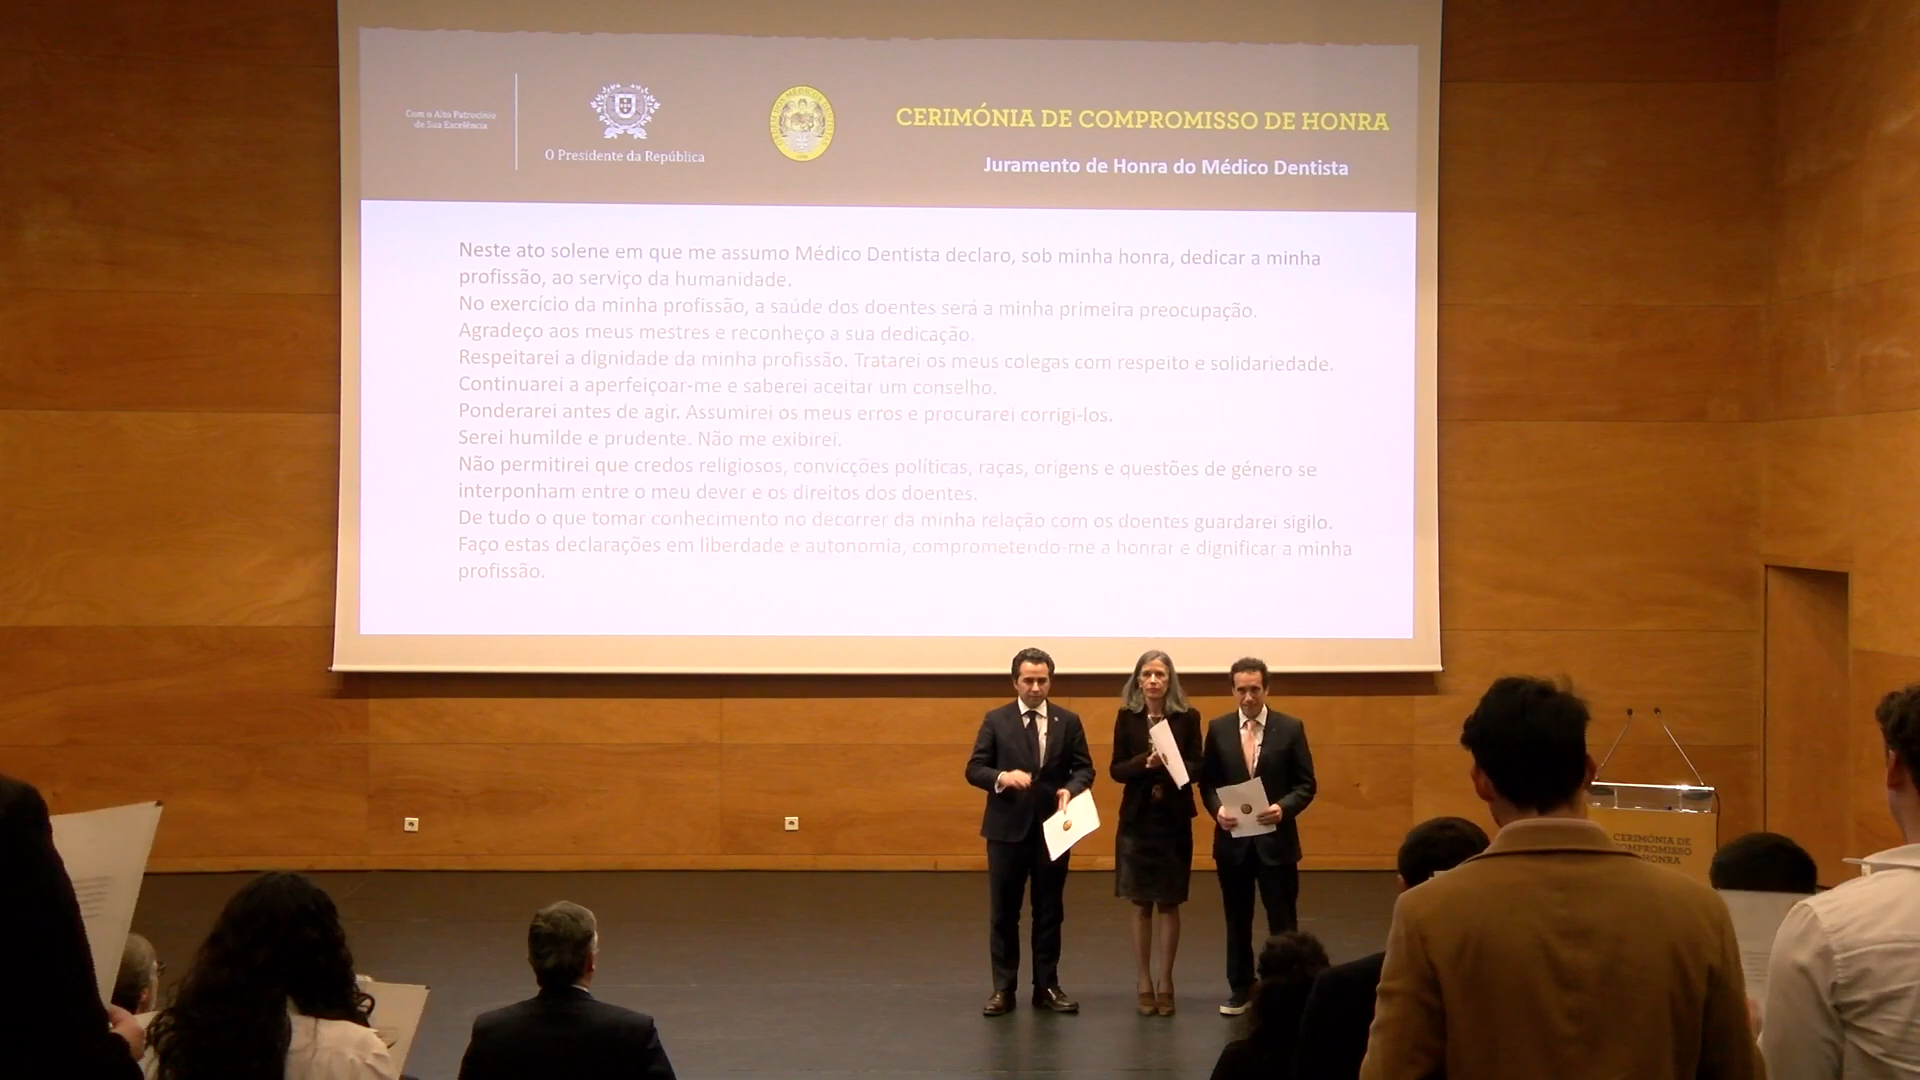 Com o Alto Patrocínio
de Sua Excelência
O Presidente da República
CERIMÓNIA DE COMPROMISSO DE HONRA
Juramento de Honra do Médico Dentista
Neste ato solene em que me assumo Médico Dentista declaro, sob minha honra, dedicar a minha
profissão, ao serviço da humanidade.
No exercício da minha profissão, a saúde dos doentes será a minha primeira preocupação.
Agradeço aos meus mestres e reconheço a sua dedicação.
Respeitarei a dignidade da minha profissão. Tratarei os meus colegas com respeito e solidariedade.
Continuarei a aperfeiçoar-me e saberei aceitar um conselho.
Ponderarei antes de agir. Assumirei os meus erros e procurarei corrigi-los.
Serei humilde e prudente. Não me exibirei.
Não permitirei que credos religiosos, convicções políticas, raças, origens e questões de género se
interponham entre o meu dever e os direitos dos doentes.
De tudo o que tomar conhecimento no decorrer da minha relação com os doentes guardarei sigilo.
Faço estas declarações em liberdade e autonomia, comprometendo-me a honrar e dignificar a minha
profissão.
CERIMÓNIA DE
COMPROMISSO
HONRA